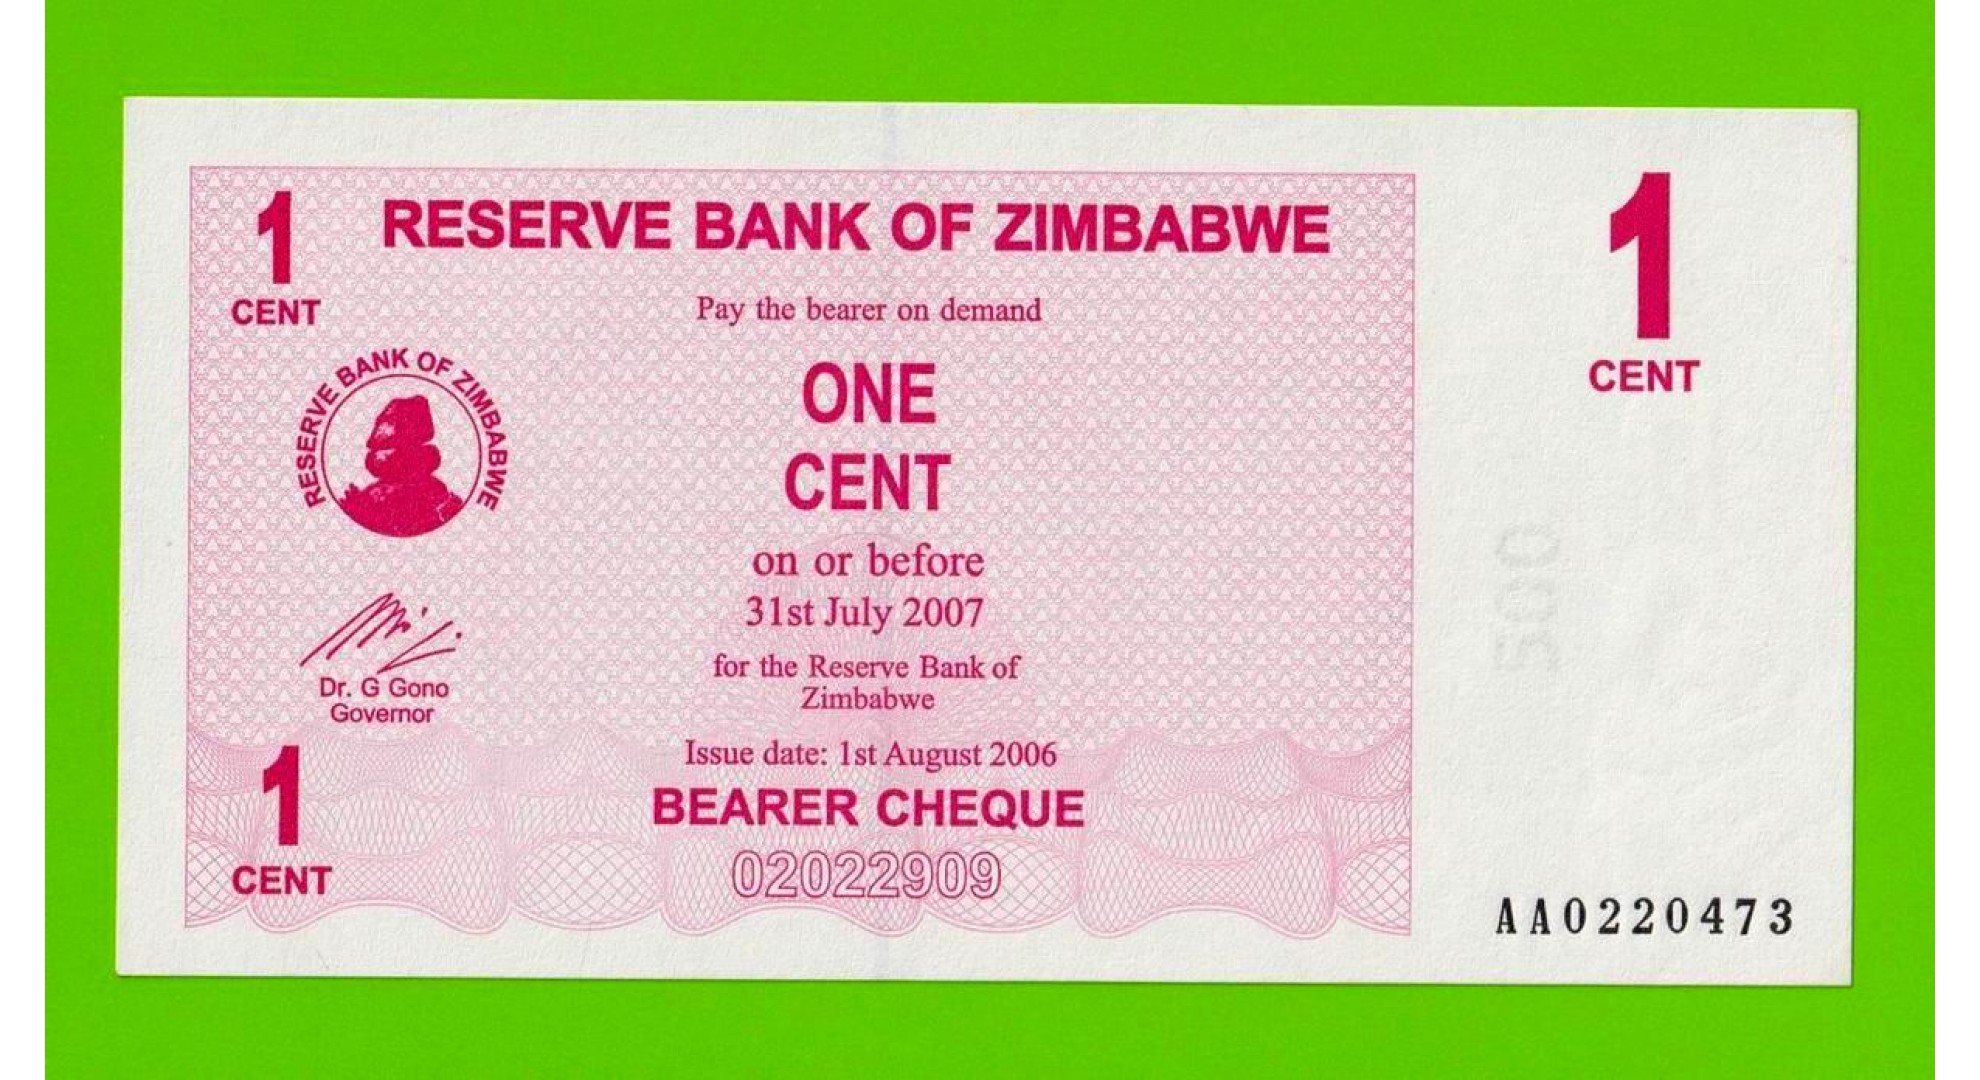 1
CENT
RESERVE BANK OF ZIMBABWE
1
CENT
Pay the bearer on demand
ONE
CENT
RESERVE BANK OF ZIMBABWE
on or before
31st July 2007
500
Dr. G Gono
Governor
for the Reserve Bank of
Zimbabwe
Issue date: 1st August 2006
1
CENT
BEARER CHEQUE
02022909
AA0220473